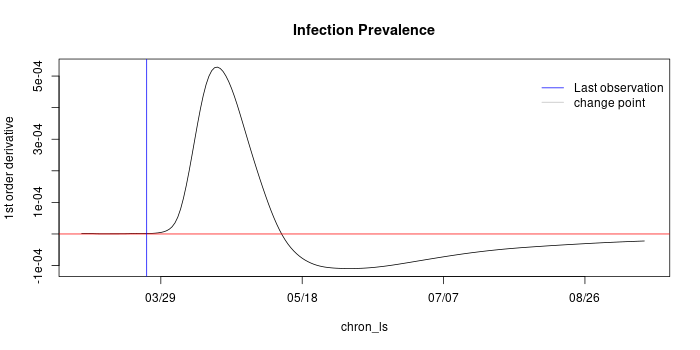 Infection Prevalence
1st order derivative
5e-04
3e-04
1e-04
-1e-04
Last observation
change point
03/29
05/18
07/07
08/26
chron_ls